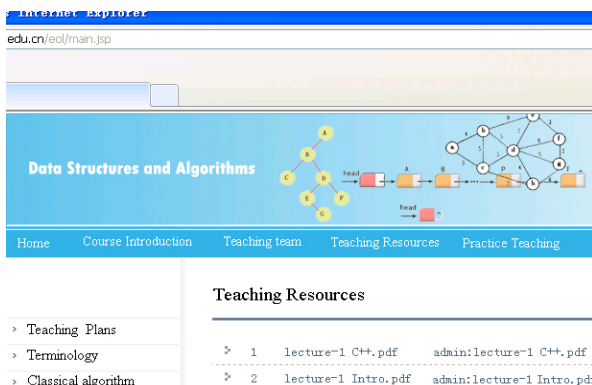 Internet Explorer
edu.cn/eol/main.jsp
Data Structures and Algorithms
A
B
C
D
E
F
G
head
A
B
P
head
a
b
c
d
e
f
g
h
Home Course Introduction Teaching team Teaching Resources Practice Teaching
Teaching Resources
Teaching Plans
Terminology
Classical algorithm
1 lecture-1 C++.pdf admin:lecture-1 C++.pdf
2 lecture-1 Intro.pdf admin:lecture-1 Intro.pdf